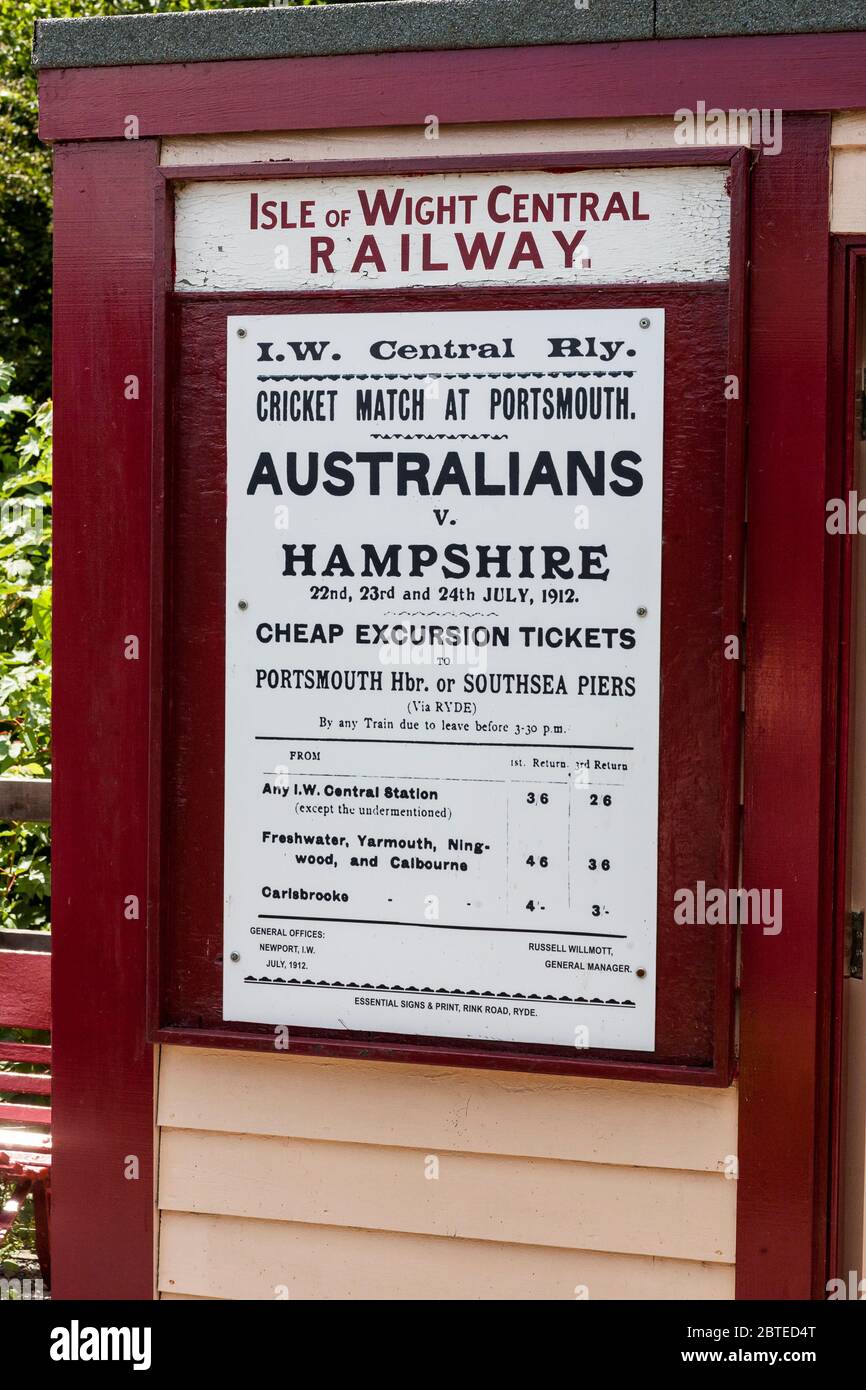 ISLE OF WIGHT CENTRAL
RAILWAY.
I.W. Central Rly.
CRICKET MATCH AT PORTSMOUTH.
AUSTRALIANS
V.
HAMPSHIRE
22nd, 23rd and 24th JULY, 1912.
CHEAP EXCURSION TICKETS
TO
PORTSMOUTH Hbr. or SOUTHSEA PIERS
(Via RYDE)
By any Train due to leave before 3-30 p.m.
FROM 1st. Return. 3rd Return
Any I.W. Central Station 3/6 2/6
(except the undermentioned)
Freshwater, Yarmouth, Ning-
wood, and Calbourne 4/6 3/6
Carisbrooke - - 4/- 3/-
GENERAL OFFICES:
NEWPORT, I.W. RUSSELL WILLMOTT,
JULY, 1912. GENERAL MANAGER.
ESSENTIAL SIGNS & PRINT, RINK ROAD, RYDE.
alamy
Image ID: 2BTED4T
www.alamy.com